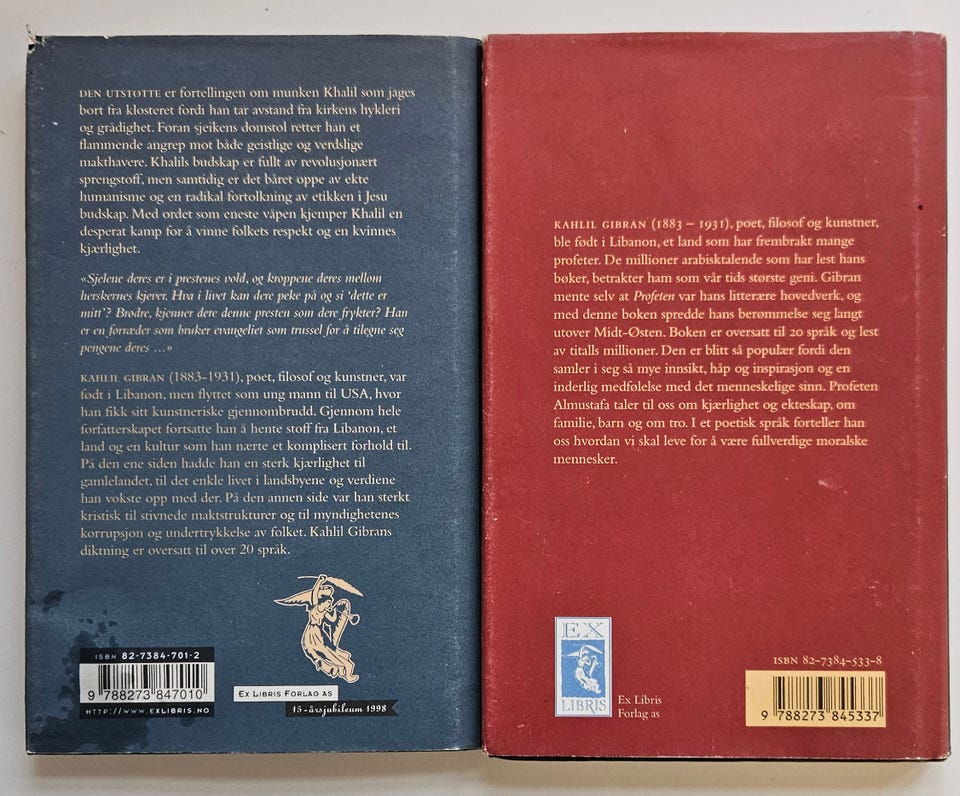 DEN UTSTØTTE er fortellingen om munken Khalil som jages
bort fra klosteret fordi han tar avstand fra kirkens hykleri
og grådighet. Foran sjeikens domstol retter han et
flammende angrep mot både geistlige og verdslige
makthavere. Khalils budskap er fullt av revolusjonært
sprengstoff, men samtidig er det båret oppe av ekte
humanisme og en radikal fortolkning av etikken i Jesu
budskap. Med ordet som eneste våpen kjemper Khalil en
desperat kamp for å vinne folkets respekt og en kvinnes
kjærlighet.
«Sjelene deres er i prestenes vold, og kroppene deres mellom
herskernes kjever. Hva i livet kan dere peke på og si 'dette er
mitt'? Brødre, kjenner dere denne presten som dere frykter? Han
er en forræder som bruker evangeliet som trussel for å tilegne seg
pengene deres ...»
KAHLIL GIBRAN (1883–1931), poet, filosof og kunstner, var
født i Libanon, men flyttet som ung mann til USA, hvor
han fikk sitt kunstneriske gjennombrudd. Gjennom hele
forfatterskapet fortsatte han å hente stoff fra Libanon, et
land og en kultur som han nærte et komplisert forhold til.
På den ene siden hadde han en sterk kjærlighet til
gamlelandet, til det enkle livet i landsbyene og verdiene
han vokste opp med der. På den annen side var han sterkt
kristisk til stivnede maktstrukturer og til myndighetenes
korrupsjon og undertrykkelse av folket. Kahlil Gibrans
diktning er oversatt til over 20 språk.
ISBN 82-7384-701-2
9 788273 847010
HTTP://WWW.EXLIBRIS.NO
EX LIBRIS FORLAG AS
15-årsjubileum 1998
KAHLIL GIBRAN (1883 – 1931), poet, filosof og kunstner,
ble født i Libanon, et land som har frembrakt mange
profeter. De millioner arabisktalende som har lest hans
bøker, betrakter ham som vår tids største geni. Gibran
mente selv at Profeten var hans litterære hovedverk, og
med denne boken spredde hans berømmelse seg langt
utover Midt-Østen. Boken er oversatt til 20 språk og lest
av titalls millioner. Den er blitt så populær fordi den
samler i seg så mye innsikt, håp og inspirasjon og en
inderlig medfølelse med det menneskelige sinn. Profeten
Almustafa taler til oss om kjærlighet og ekteskap, om
familie, barn og om tro. I et poetisk språk forteller han
oss hvordan vi skal leve for å være fullverdige moralske
mennesker.
EX
LIBRIS
Ex Libris
Forlag as
ISBN 82-7384-533-8
9 788273 845337